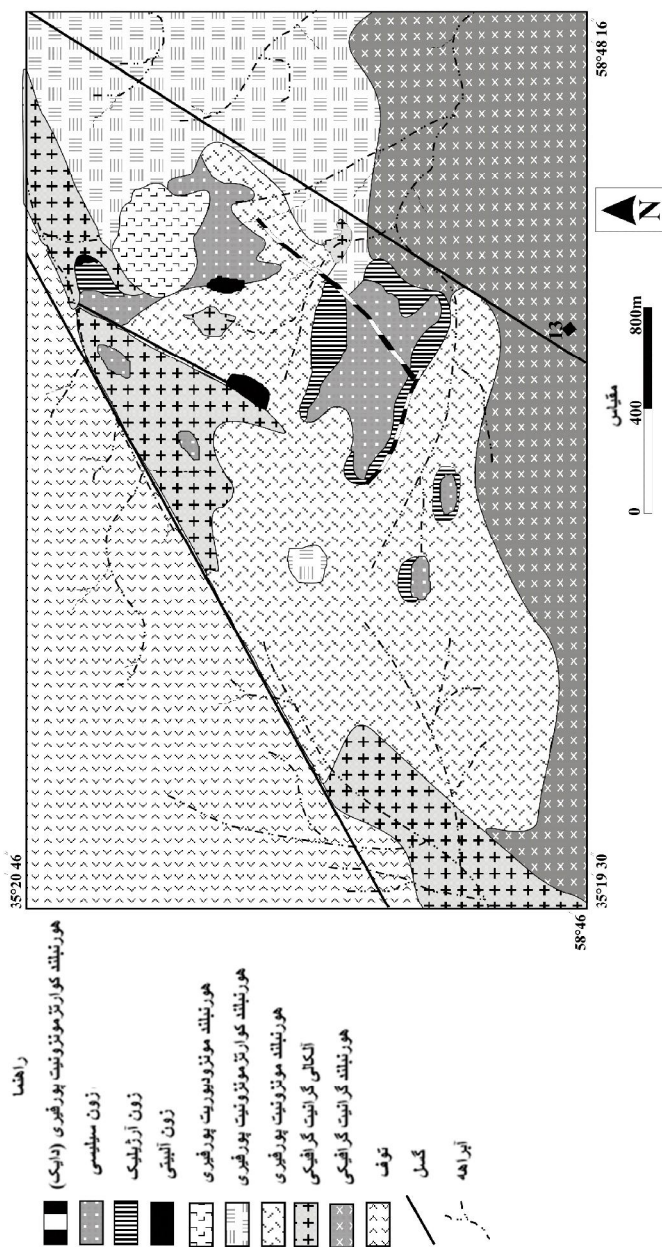 راهنما
هورنبلند کوارتزمونزونیت پورفیری (دایک)
زون سیلیسی
زون آرژیلیک
زون آلبیتی
هورنبلند مونزودیوریت پورفیری
هورنبلند کوارتزمونزونیت پورفیری
هورنبلند مونزونیت پورفیری
آلکالی گرانیت گرافیکی
هورنبلند گرانیت گرافیکی
توف
گسل
آبراهه
35°20 46
35°19 30
58°46
58°48 16
13
N
مقیاس
0 400 800m